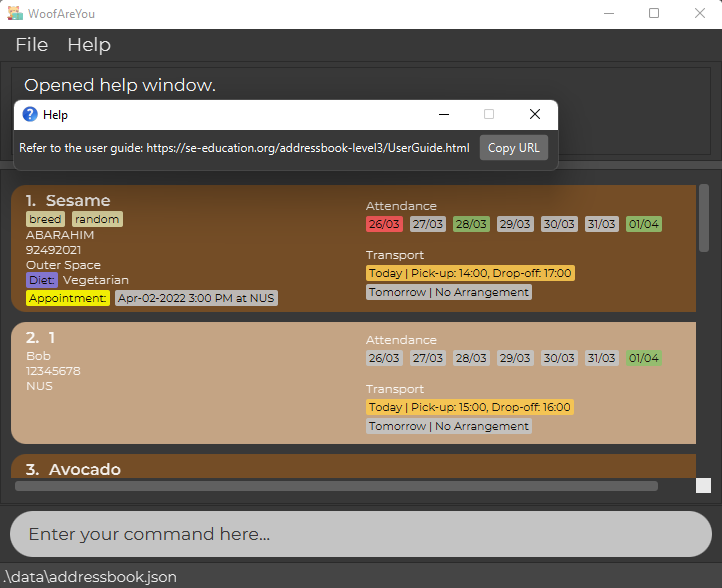 WoofAreYou
File Help
Opened help window.
Help
Refer to the user guide: https://se-education.org/addressbook-level3/UserGuide.html Copy URL
1. Sesame
breed random
ABARAHIM
92492021
Outer Space
Diet: Vegetarian
Appointment: Apr-02-2022 3:00 PM at NUS
Attendance
26/03 27/03 28/03 29/03 30/03 31/03 01/04
Transport
Today | Pick-up: 14:00, Drop-off: 17:00
Tomorrow | No Arrangement
2. 1
Bob
12345678
NUS
Attendance
26/03 27/03 28/03 29/03 30/03 31/03 01/04
Transport
Today | Pick-up: 15:00, Drop-off: 16:00
Tomorrow | No Arrangement
3. Avocado
Enter your command here...
.\data\addressbook.json